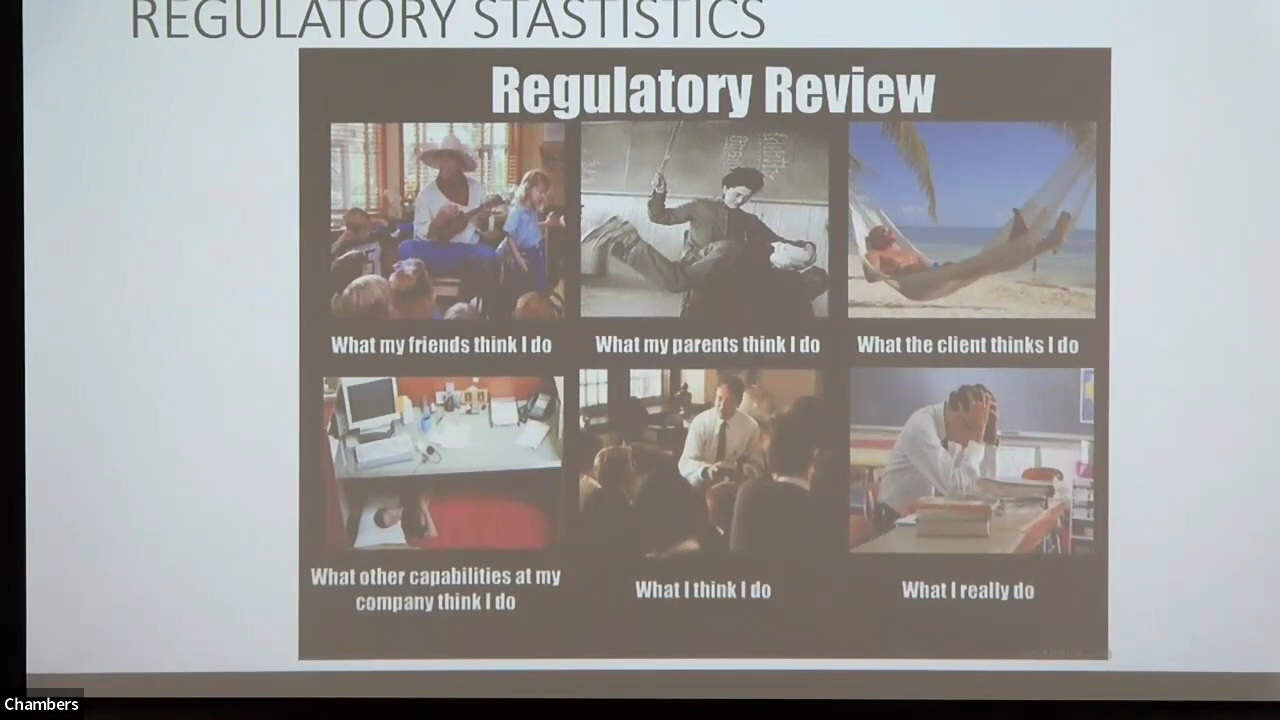 REGULATORY STASTISTICS
Regulatory Review
What my friends think I do
What my parents think I do
What the client thinks I do
What other capabilities at my
company think I do
What I think I do
What I really do
Chambers